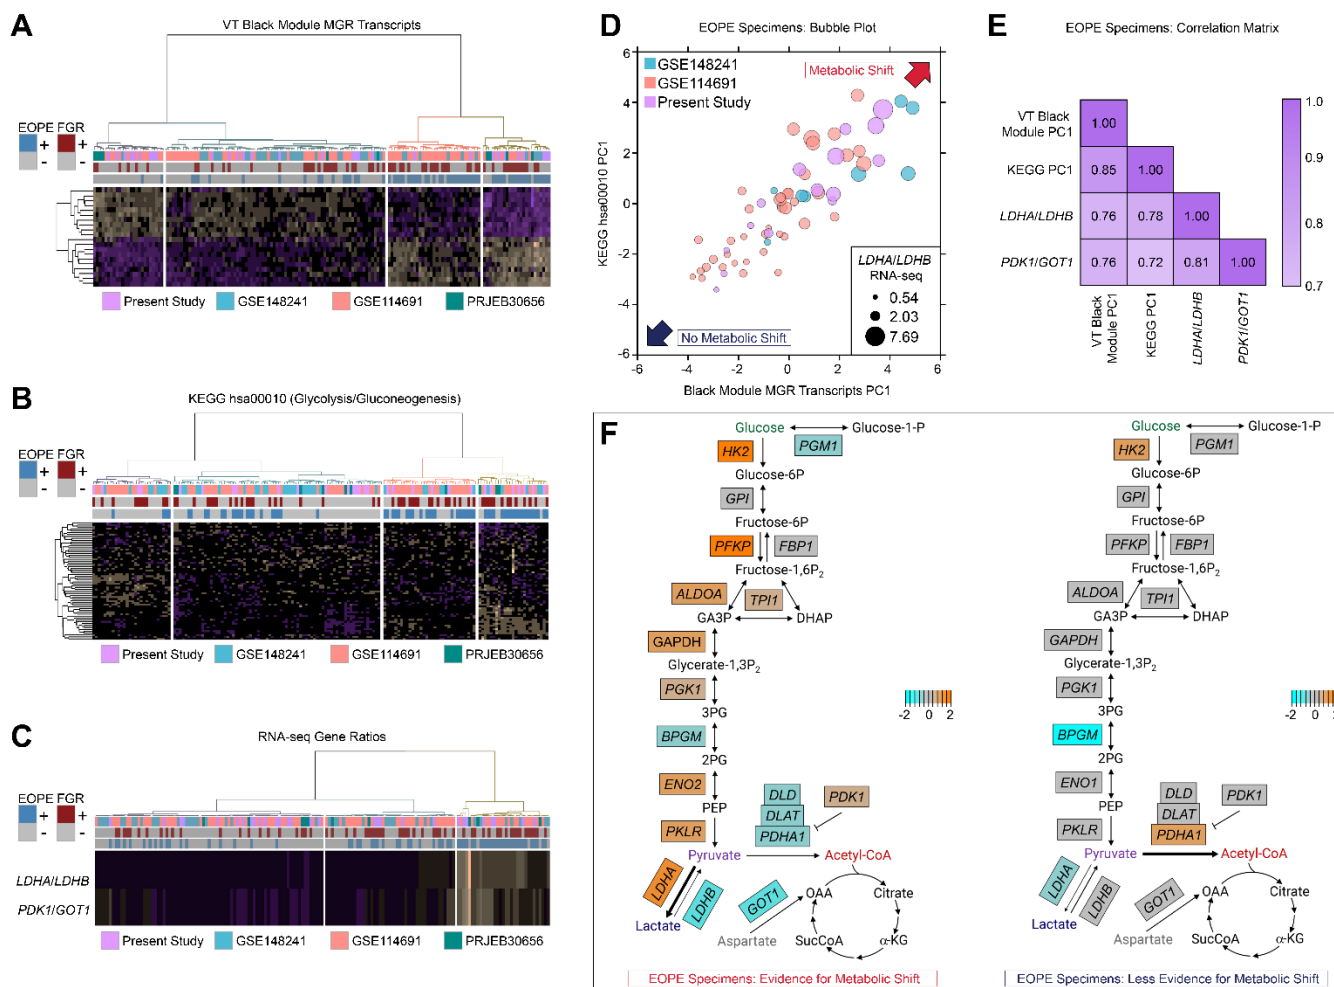 A
VT Black Module MGR Transcripts
EOPE FGR
+ +
- -
Present Study GSE148241 GSE114691 PRJEB30656
B
KEGG hsa00010 (Glycolysis/Gluconeogenesis)
EOPE FGR
+ +
- -
Present Study GSE148241 GSE114691 PRJEB30656
C
RNA-seq Gene Ratios
EOPE FGR
+ +
- -
LDHA/LDHB
PDK1/GOT1
Present Study GSE148241 GSE114691 PRJEB30656
D
EOPE Specimens: Bubble Plot
GSE148241
GSE114691
Present Study
Metabolic Shift
No Metabolic Shift
LDHA/LDHB
RNA-seq
0.54
2.03
7.69
KEGG hsa00010 PC1
6
4
2
0
-2
-4
-6
-6 -4 -2 0 2 4 6
Black Module MGR Transcripts PC1
E
EOPE Specimens: Correlation Matrix
VT Black
Module PC1
1.00
KEGG PC1
0.85 1.00
LDHA/LDHB
0.76 0.78 1.00
PDK1/GOT1
0.76 0.72 0.81 1.00
VT Black
Module PC1
KEGG PC1
LDHA/LDHB
PDK1/GOT1
1.0
0.9
0.8
0.7
F
Glucose
Glucose-1-P
HK2
PGM1
Glucose-6P
GPI
Fructose-6P
PFKP
FBP1
Fructose-1,6P2
ALDOA
TPI1
GA3P
DHAP
GAPDH
Glycerate-1,3P2
PGK1
3PG
BPGM
2PG
ENO2
PEP
PKLR
DLD
DLAT
PDHA1
PDK1
Pyruvate
Acetyl-CoA
LDHA
LDHB
Lactate
GOT1
Aspartate
OAA
Citrate
SucCoA
α-KG
-2 0 2
EOPE Specimens: Evidence for Metabolic Shift
Glucose
Glucose-1-P
HK2
PGM1
Glucose-6P
GPI
Fructose-6P
PFKP
FBP1
Fructose-1,6P2
ALDOA
TPI1
GA3P
DHAP
GAPDH
Glycerate-1,3P2
PGK1
3PG
BPGM
2PG
ENO1
PEP
PKLR
DLD
DLAT
PDHA1
PDK1
Pyruvate
Acetyl-CoA
LDHA
LDHB
Lactate
GOT1
Aspartate
OAA
Citrate
SucCoA
α-KG
-2 0
EOPE Specimens: Less Evidence for Metabolic Shift